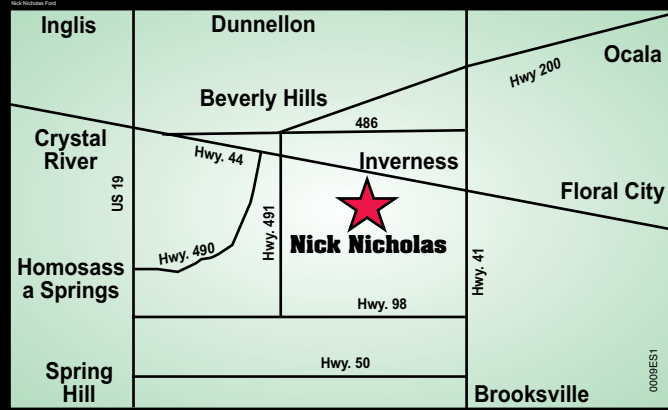 Nick Nicholas Ford
Inglis
Dunnellon
Ocala
Hwy 200
Beverly Hills
486
Crystal
River
Hwy. 44
Inverness
US 19
Floral City
Hwy. 491
Nick Nicholas
Hwy. 490
Hwy. 41
Homosass
a Springs
Hwy. 98
Hwy. 50
Spring
Hill
Brooksville
0009ES1